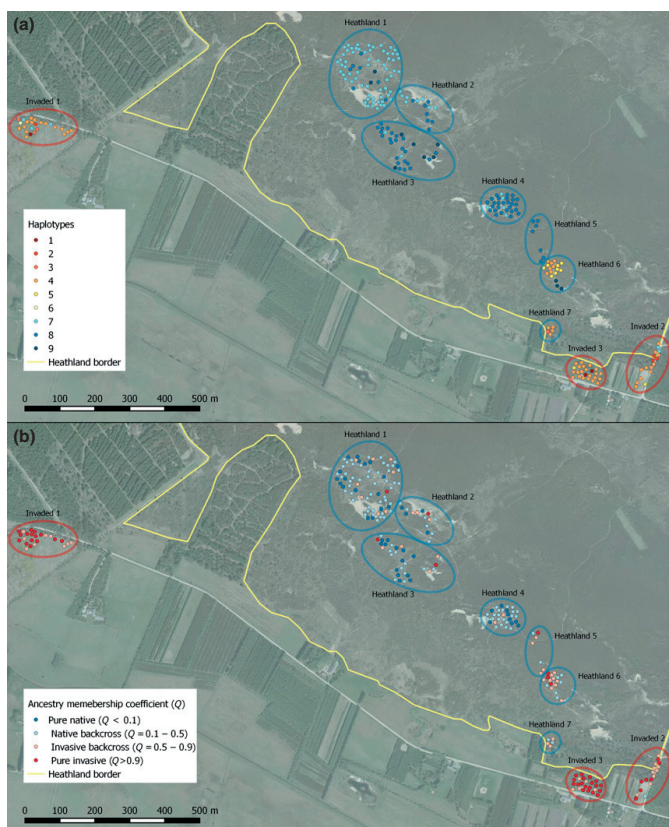 (a)
Heathland 1
Heathland 2
Invaded 1
Heathland 3
Heathland 4
Heathland 5
Heathland 6
Heathland 7
Invaded 2
Invaded 3
Haplotypes
1
2
3
4
5
6
7
8
9
Heathland border
0 100 200 300 400 500 m
(b)
Heathland 1
Heathland 2
Invaded 1
Heathland 3
Heathland 4
Heathland 5
Heathland 6
Heathland 7
Invaded 2
Invaded 3
Ancestry memebership coefficient (Q)
Pure native (Q < 0.1)
Native backcross (Q = 0.1 – 0.5)
Invasive backcross (Q = 0.5 – 0.9)
Pure invasive (Q>0.9)
Heathland border
0 100 200 300 400 500 m